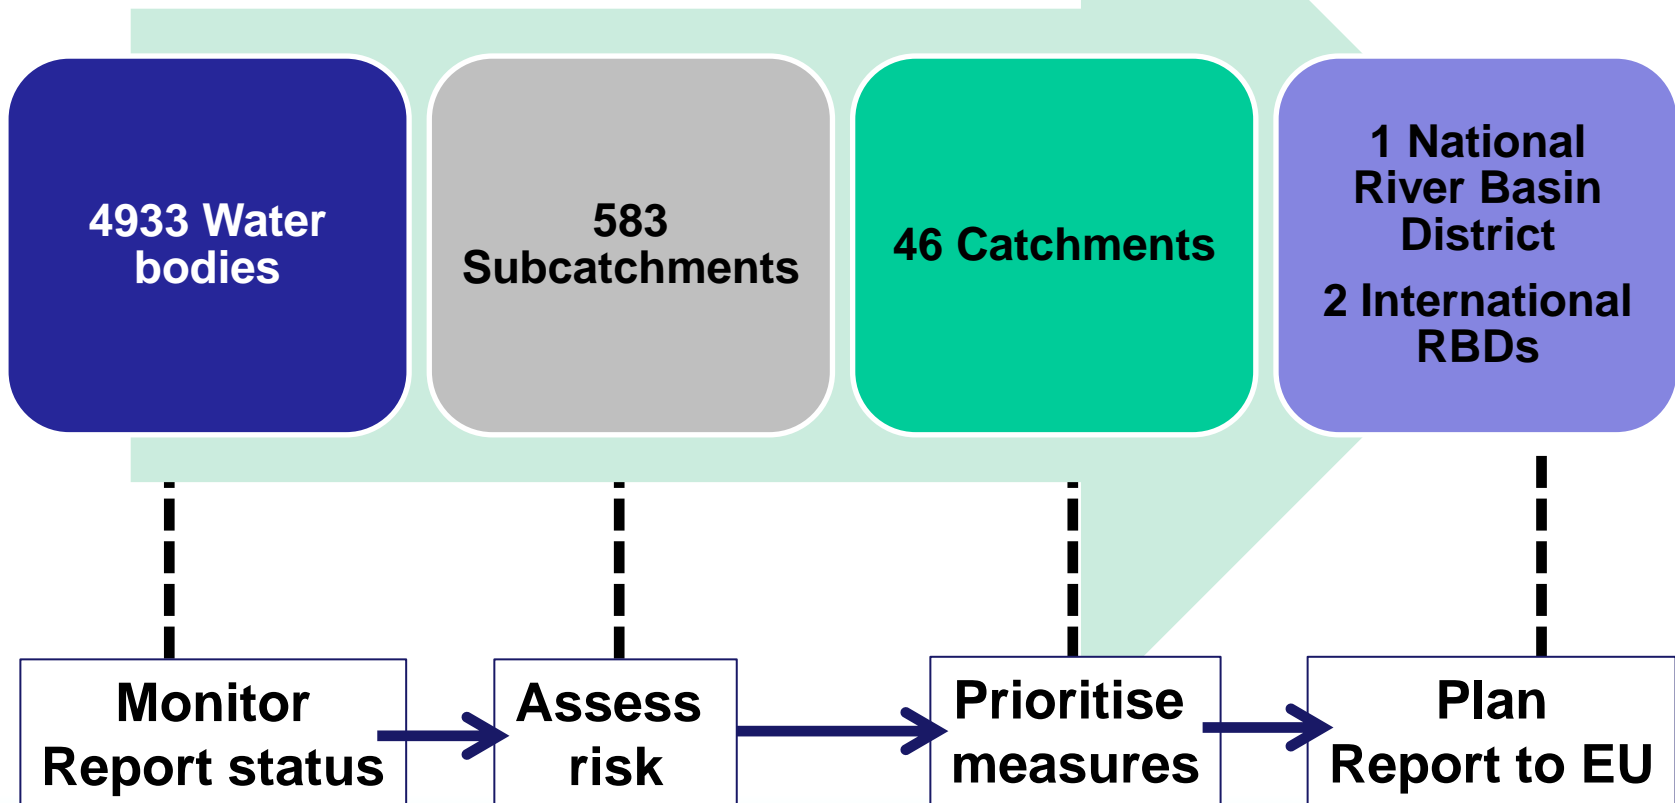 4933 Water
bodies
583
Subcatchments
46 Catchments
1 National
River Basin
District
2 International
RBDs
Monitor
Report status
Assess
risk
Prioritise
measures
Plan
Report to EU